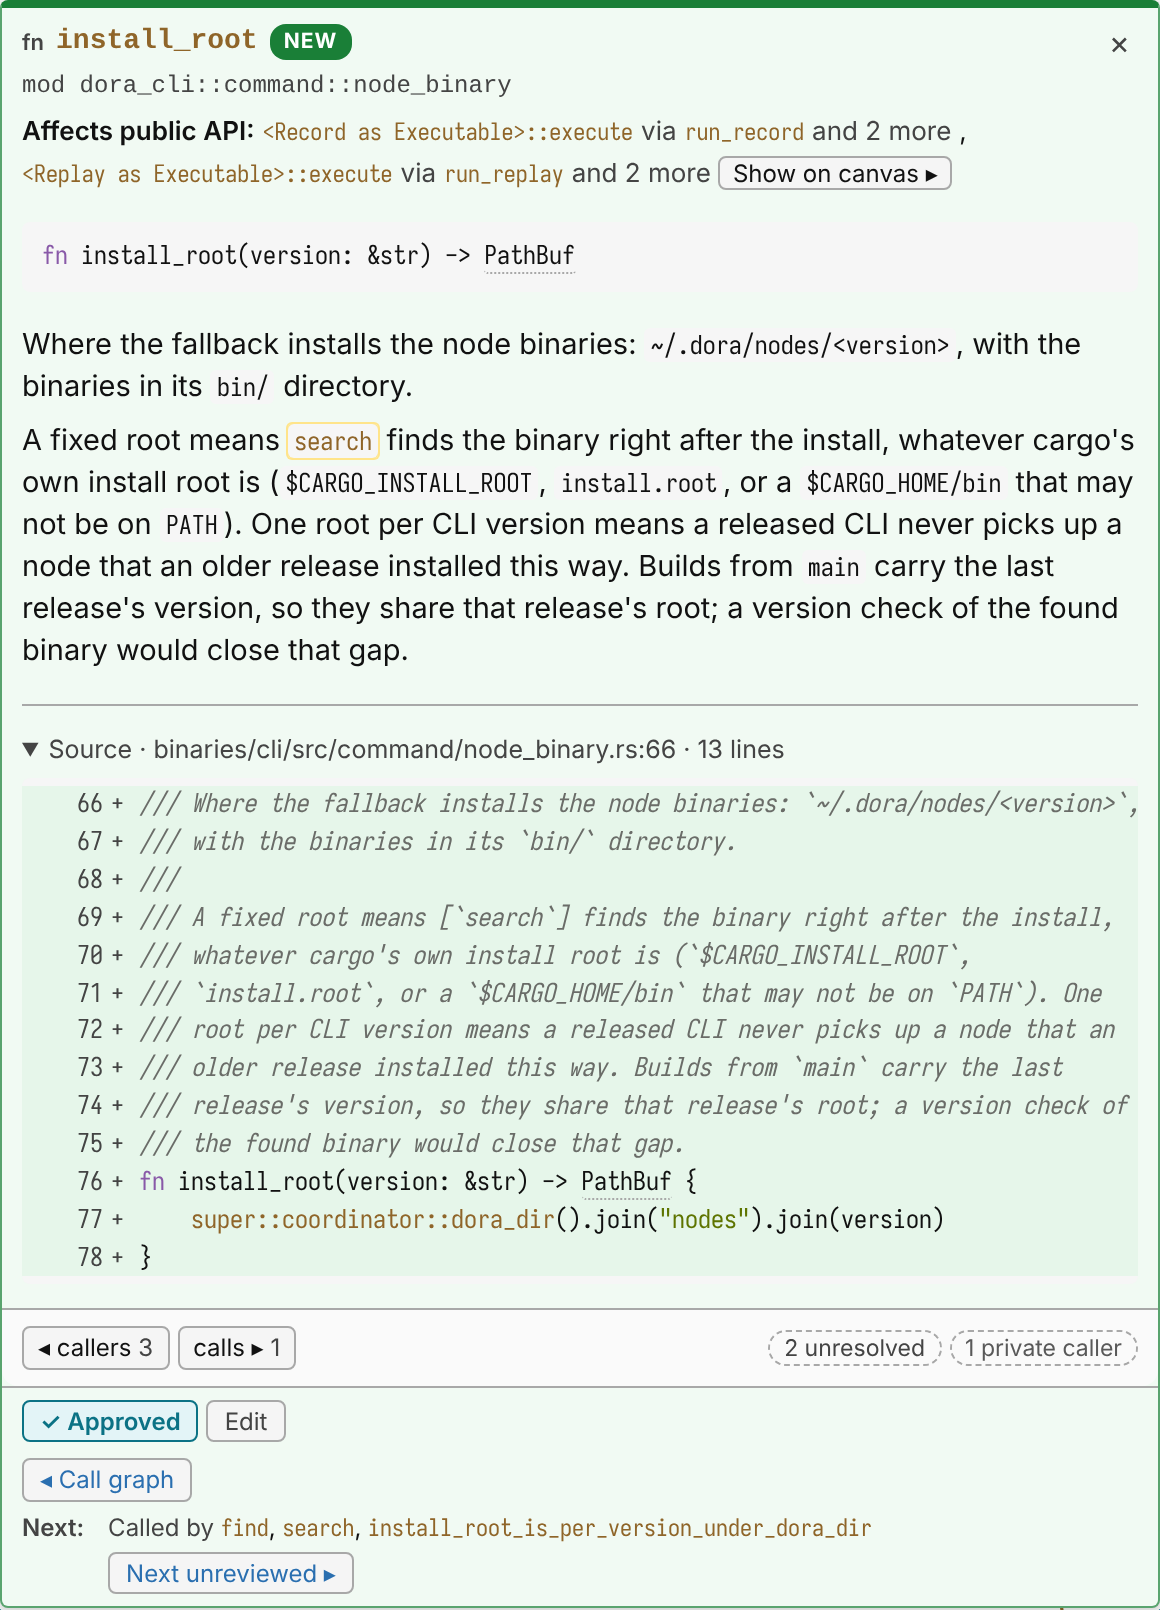 fn install_root NEW ×
mod dora_cli::command::node_binary
Affects public API: <Record as Executable>::execute via run_record and 2 more ,
<Replay as Executable>::execute via run_replay and 2 more Show on canvas ▸
fn install_root(version: &str) -> PathBuf
Where the fallback installs the node binaries: ~/.dora/nodes/<version>, with the
binaries in its bin/ directory.
A fixed root means search finds the binary right after the install, whatever cargo's
own install root is ($CARGO_INSTALL_ROOT, install.root, or a $CARGO_HOME/bin that may
not be on PATH). One root per CLI version means a released CLI never picks up a
node that an older release installed this way. Builds from main carry the last
release's version, so they share that release's root; a version check of the found
binary would close that gap.
▼ Source · binaries/cli/src/command/node_binary.rs:66 · 13 lines
66 + /// Where the fallback installs the node binaries: `~/.dora/nodes/<version>`,
67 + /// with the binaries in its `bin/` directory.
68 + ///
69 + /// A fixed root means [`search`] finds the binary right after the install,
70 + /// whatever cargo's own install root is (`$CARGO_INSTALL_ROOT`,
71 + /// `install.root`, or a `$CARGO_HOME/bin` that may not be on `PATH`). One
72 + /// root per CLI version means a released CLI never picks up a node that an
73 + /// older release installed this way. Builds from `main` carry the last
74 + /// release's version, so they share that release's root; a version check of
75 + /// the found binary would close that gap.
76 + fn install_root(version: &str) -> PathBuf {
77 +     super::coordinator::dora_dir().join("nodes").join(version)
78 + }
◂ callers 3 calls ▸ 1 2 unresolved 1 private caller
✓ Approved Edit
◂ Call graph
Next: Called by find, search, install_root_is_per_version_under_dora_dir
Next unreviewed ▸